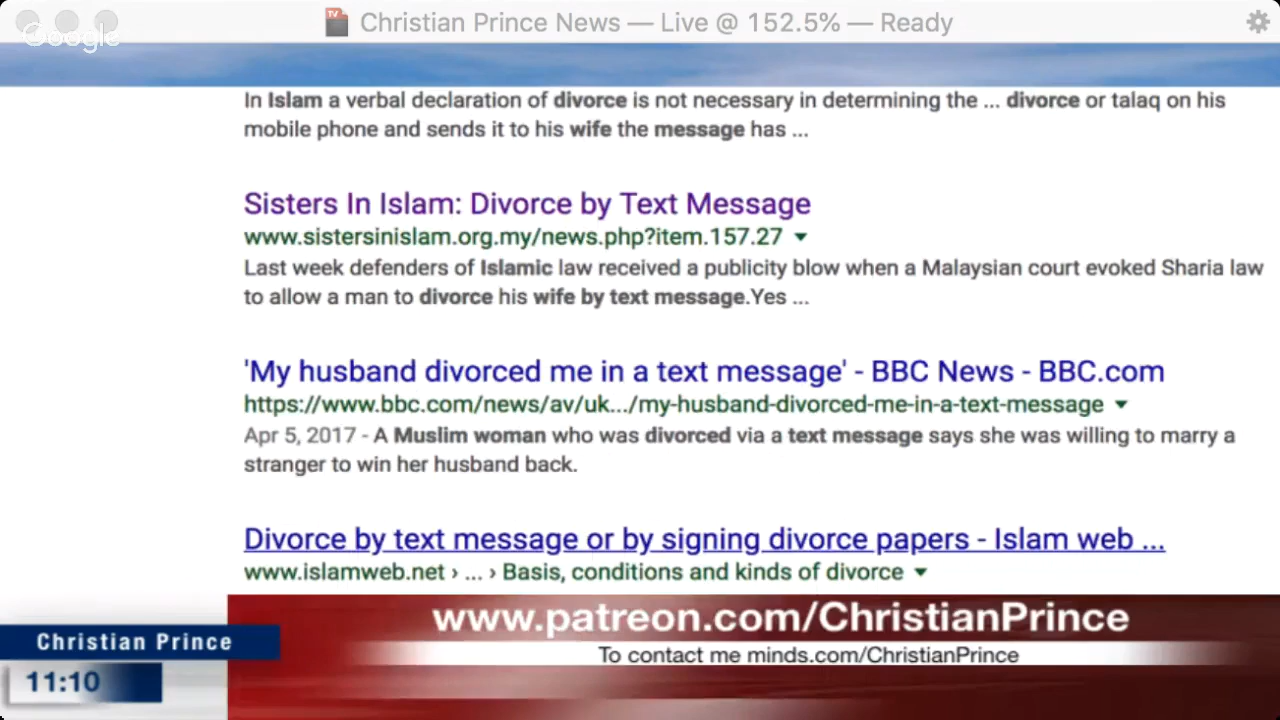 Google
Christian Prince News — Live @ 152.5% — Ready
In Islam a verbal declaration of divorce is not necessary in determining the ... divorce or talaq on his
mobile phone and sends it to his wife the message has ...
Sisters In Islam: Divorce by Text Message
www.sistersinislam.org.my/news.php?item.157.27
Last week defenders of Islamic law received a publicity blow when a Malaysian court evoked Sharia law
to allow a man to divorce his wife by text message.Yes ...
'My husband divorced me in a text message' - BBC News - BBC.com
https://www.bbc.com/news/av/uk.../my-husband-divorced-me-in-a-text-message
Apr 5, 2017 - A Muslim woman who was divorced via a text message says she was willing to marry a
stranger to win her husband back.
Divorce by text message or by signing divorce papers - Islam web ...
www.islamweb.net › ... › Basis, conditions and kinds of divorce
www.patreon.com/ChristianPrince
To contact me minds.com/ChristianPrince
Christian Prince
11:10